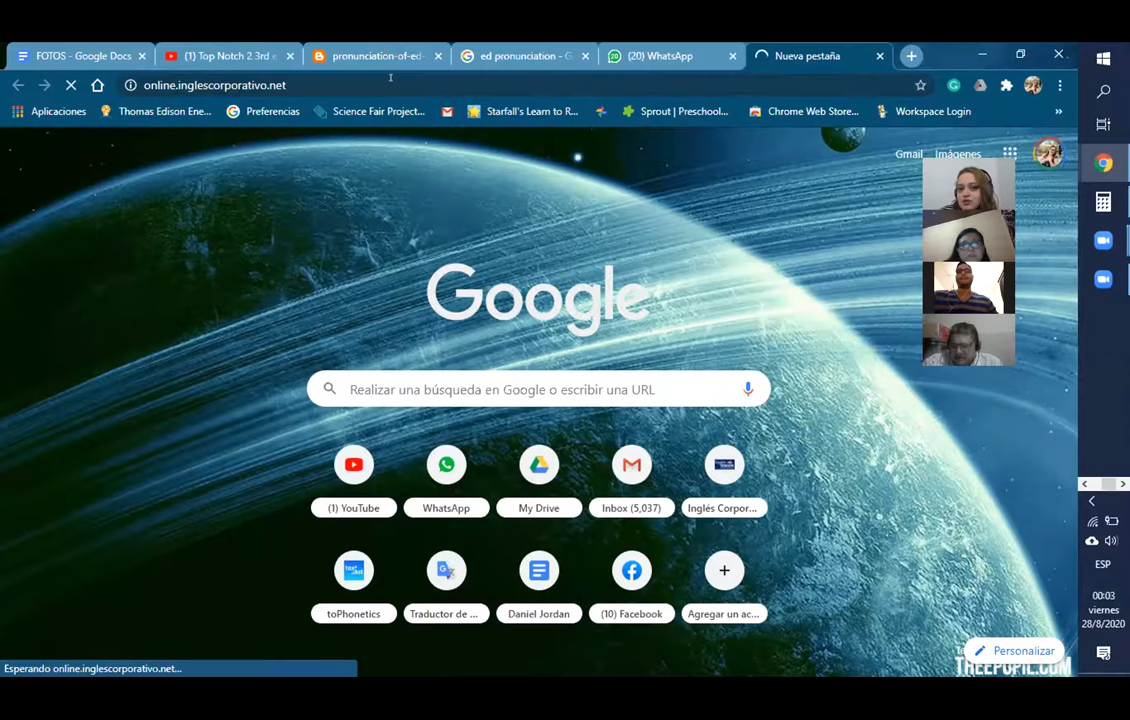 FOTOS - Google Docs
(1) Top Notch 2 3rd e
pronunciation-of-ed-
ed pronunciation - G
(20) WhatsApp
Nueva pestaña
online.inglescorporativo.net
Aplicaciones
Thomas Edison Ene...
Preferencias
Science Fair Project...
Starfall's Learn to R...
Sprout | Preschool...
Chrome Web Store...
Workspace Login
»
Gmail
Imágenes
Google
Realizar una búsqueda en Google o escribir una URL
(1) YouTube
WhatsApp
My Drive
Inbox (5,037)
Inglés Corpor...
toPhonetics
Traductor de ...
Daniel Jordan
(10) Facebook
Agregar un ac...
Personalizar
THEEPUPIL.COM
Esperando online.inglescorporativo.net...
ESP
00:03
viernes
28/8/2020